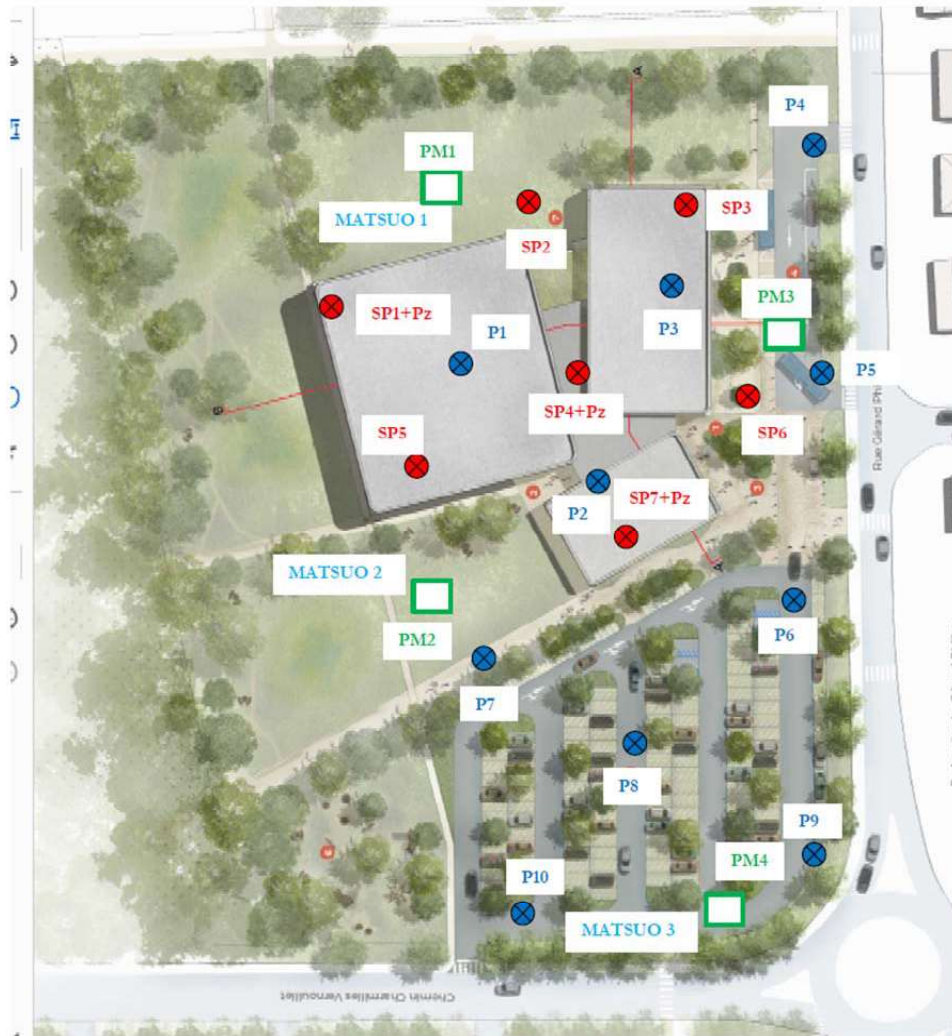 P4
PM1
MATSUO 1
SP3
SP2
PM3
SP1+Pz
P1
P3
P5
SP4+Pz
SP5
SP6
P2
SP7+Pz
MATSUO 2
PM2
P6
P7
P8
P9
PM4
P10
MATSUO 3
Chemin Charmilles Vernouillet